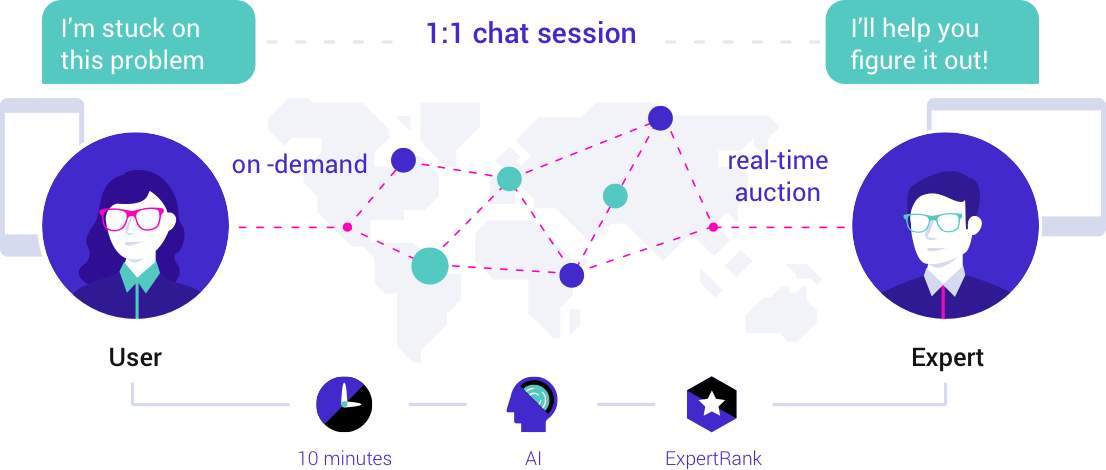 I'm stuck on
this problem
1:1 chat session
I'll help you
figure it out!
on -demand
real-time
auction
User
Expert
10 minutes
AI
ExpertRank